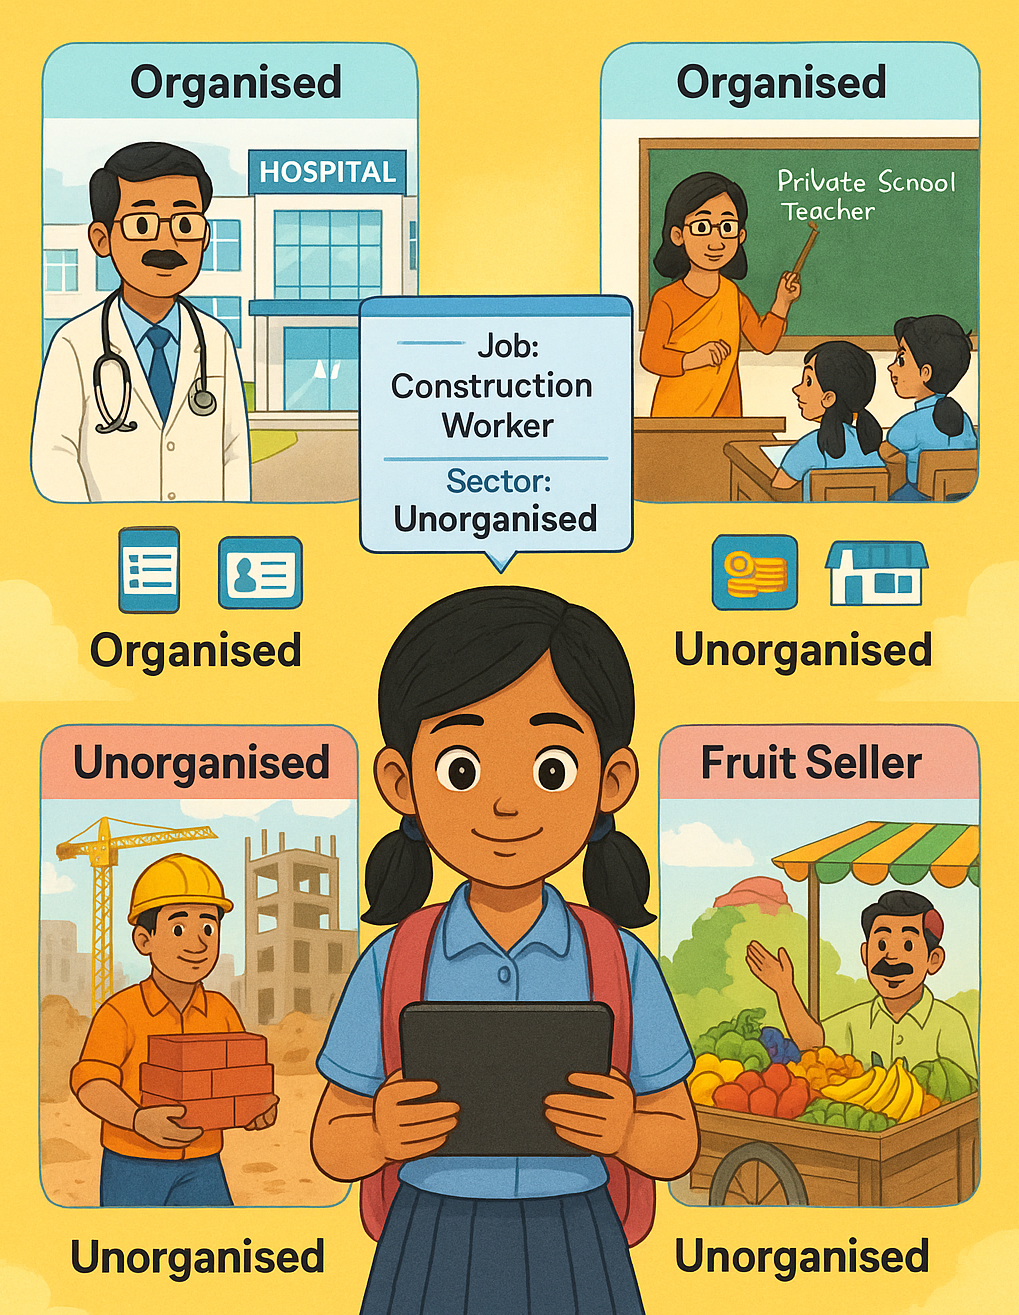 Organised
HOSPITAL
Organised
Private Scnool
Teacher
Job:
Construction
Worker
Sector:
Unorganised
Organised
Unorganised
Unorganised
Fruit Seller
Unorganised
Unorganised